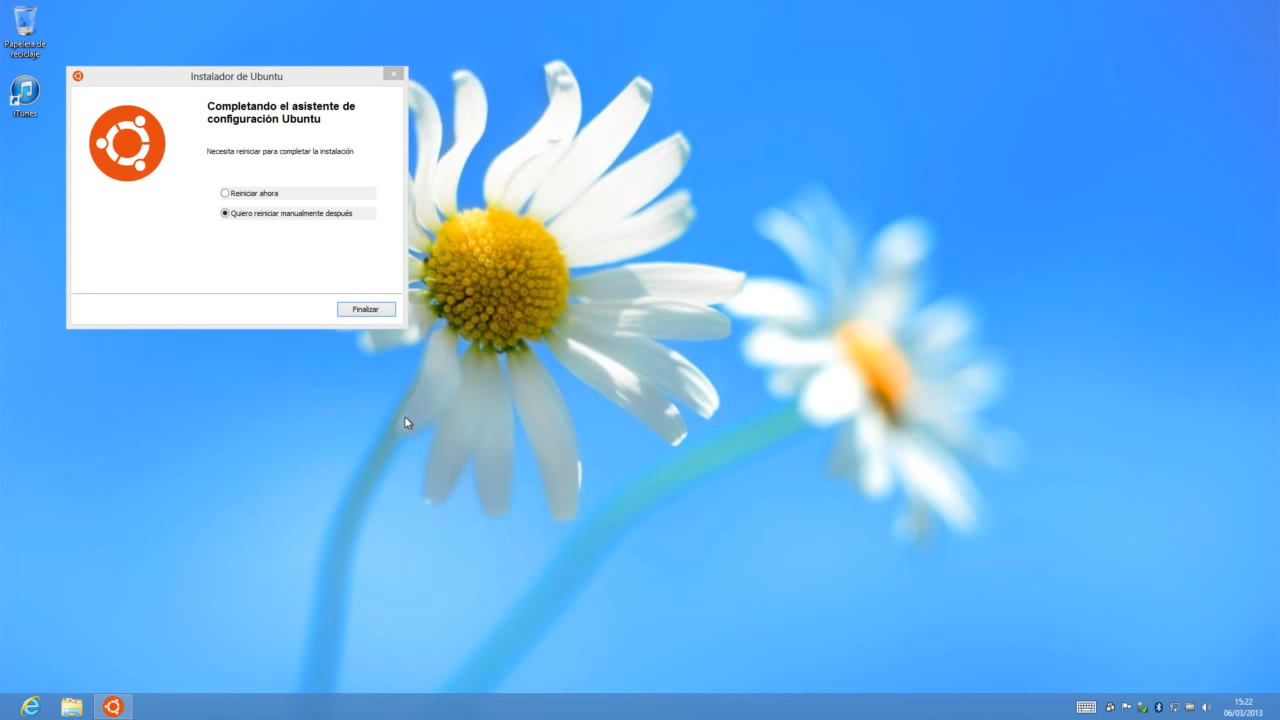 Papelera de
reciclaje
iTunes
Instalador de Ubuntu
Completando el asistente de
configuración Ubuntu
Necesita reiniciar para completar la instalación
Reiniciar ahora
Quiero reiniciar manualmente después
Finalizar
15:22
06/03/2013